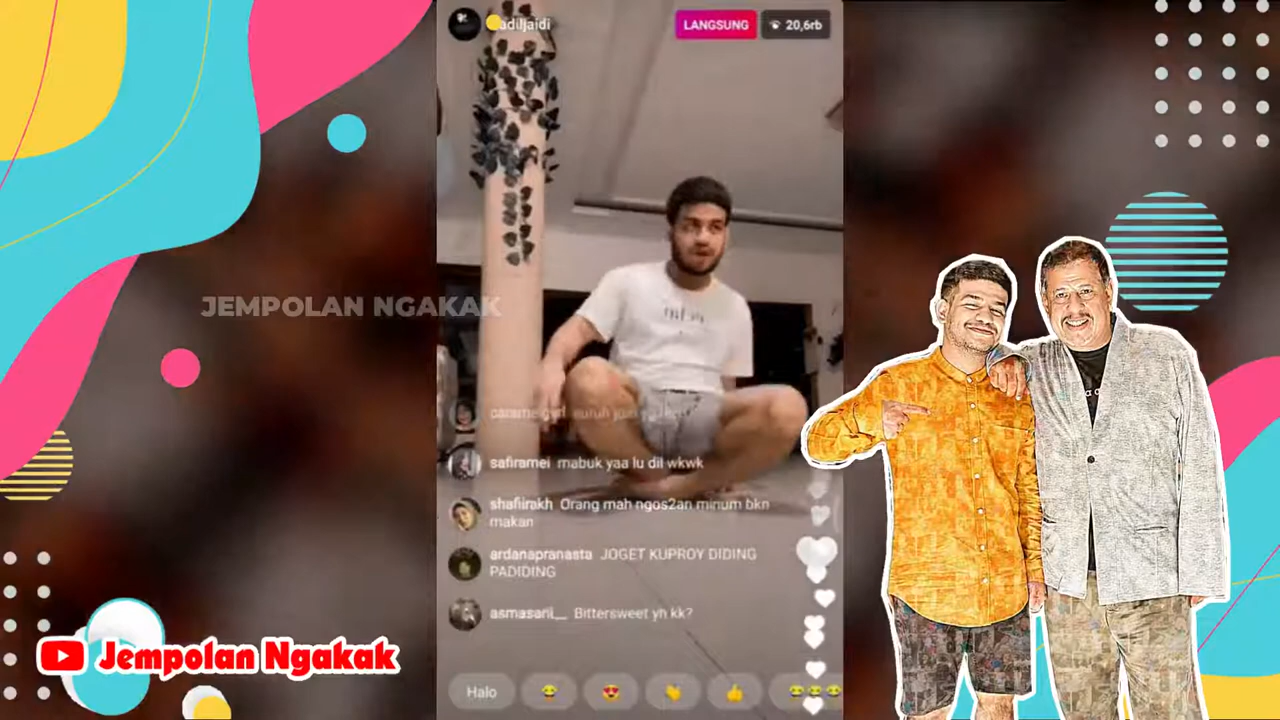 adiljaidi
LANGSUNG
20,6rb
JEMPOLAN NGAKAK
safiramei mabuk yaa lu dil wkwk
shafiirakh Orang mah ngos2an minum bkn
makan
ardanapranasta JOGET KUPROY DIDING
PADIDING
asmasari__ Bittersweet yh kk?
Jempolan Ngakak
Halo